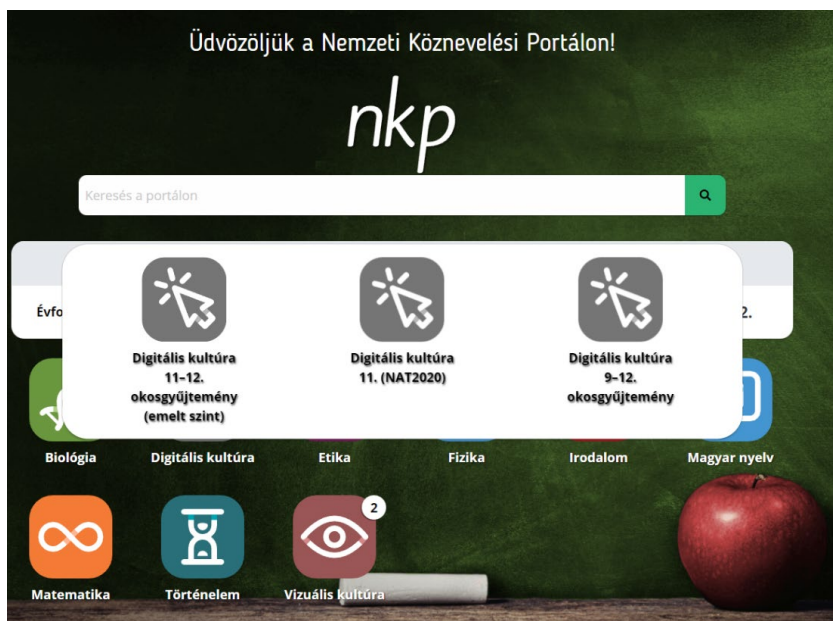 Üdvözöljük a Nemzeti Köznevelési Portálon!
nkp
Keresés a portálon
Évfo
2.
Digitális kultúra
11–12.
okosgyűjtemény
(emelt szint)
Digitális kultúra
11. (NAT2020)
Digitális kultúra
9–12.
okosgyűjtemény
Biológia
Digitális kultúra
Etika
Fizika
Irodalom
Magyar nyelv
2
Matematika
Történelem
Vizuális kultúra